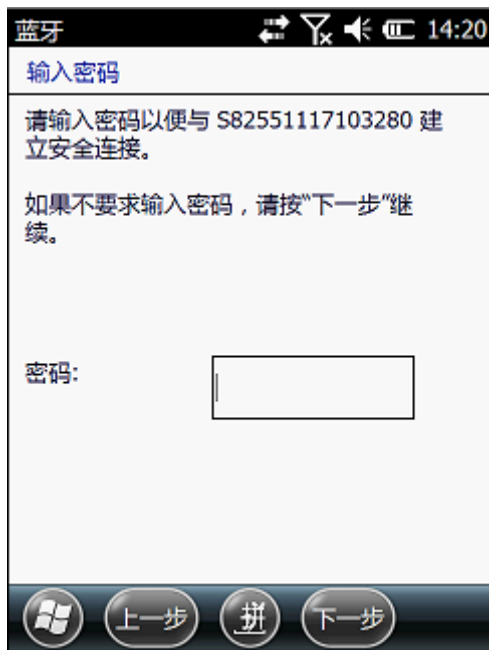 蓝牙 14:20
输入密码
请输入密码以便与 S82551117103280 建
立安全连接。
如果不要求输入密码，请按“下一步”继
续。
密码:
上一步 拼 下一步